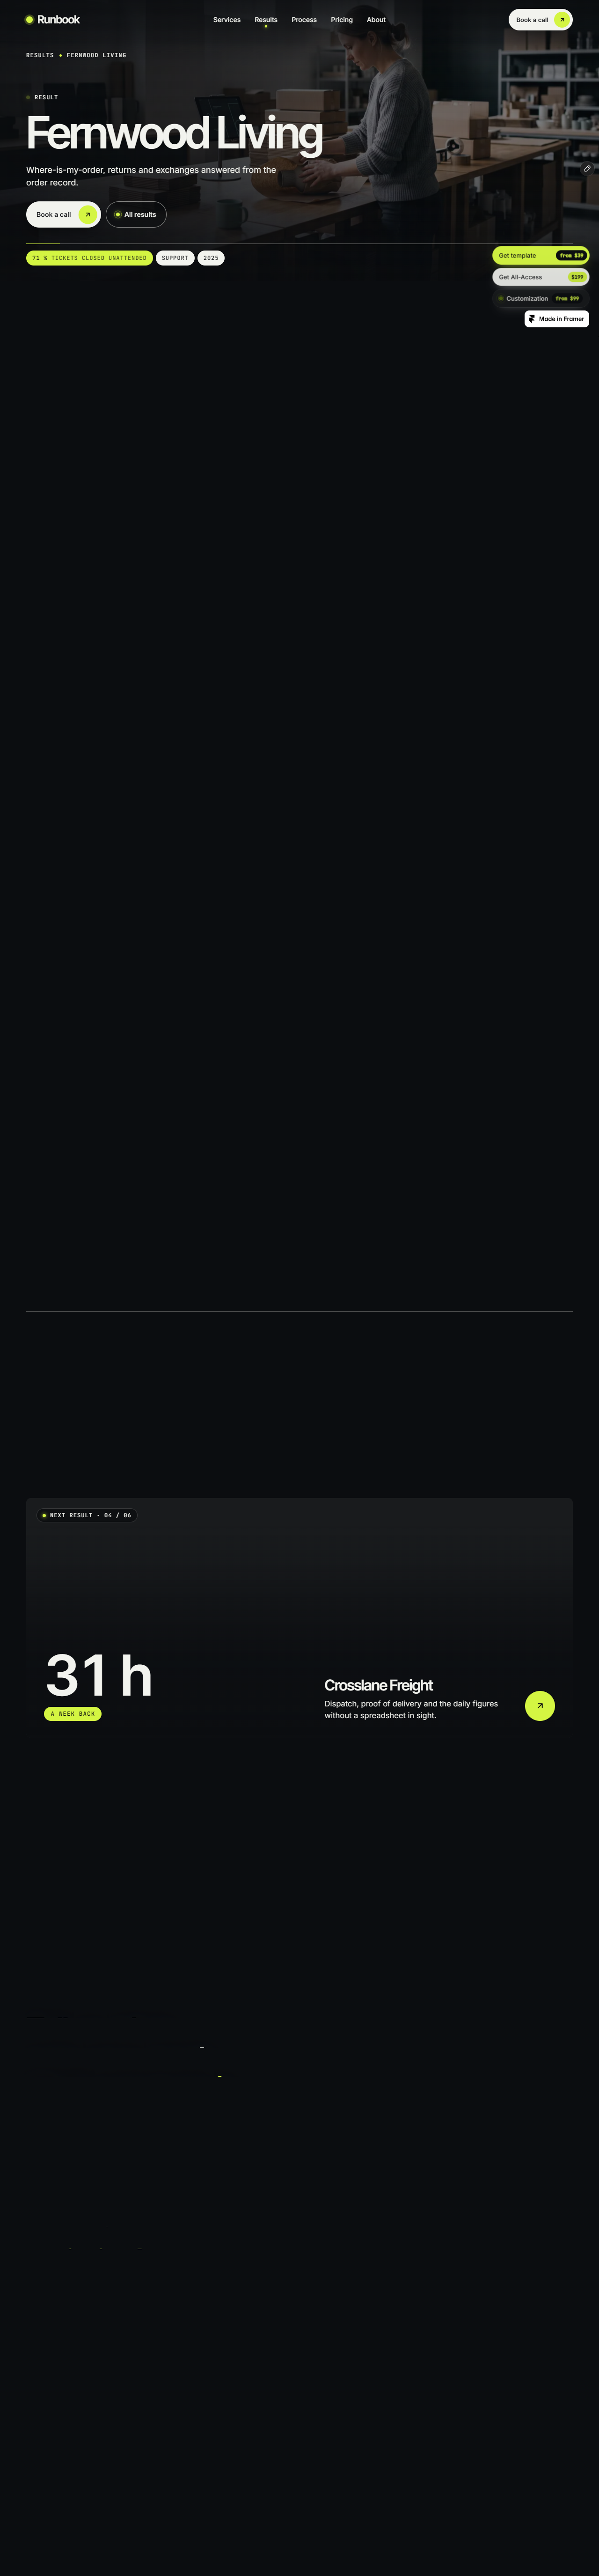 Runbook
Services
Results
Process
Pricing
About
Book a call
RESULTS • FERNWOOD LIVING
RESULT
Fernwood Living
Where-is-my-order, returns and exchanges answered from the
order record.
Book a call
All results
71 % TICKETS CLOSED UNATTENDED
SUPPORT
2025
Get template from $39
Get All-Access $199
Customization from $99
Made in Framer
NEXT RESULT - 04 / 06
31 h
A WEEK BACK
Crosslane Freight
Dispatch, proof of delivery and the daily figures
without a spreadsheet in sight.